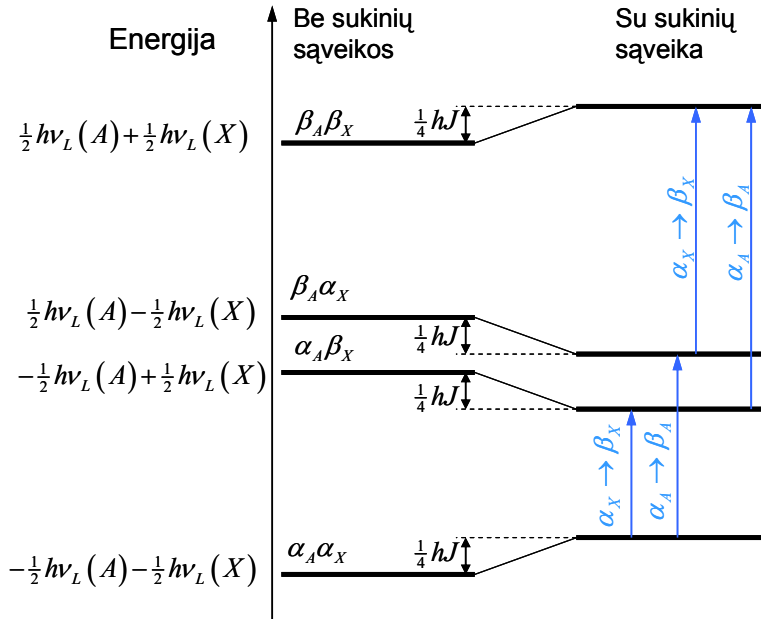 Energija
Be sukinių
sąveikos
Su sukinių
sąveika
½hν_L(A)+½hν_L(X)
β_Aβ_X
¼hJ
α_X → β_X
α_A → β_A
½hν_L(A)−½hν_L(X)
β_Aα_X
¼hJ
−½hν_L(A)+½hν_L(X)
α_Aβ_X
¼hJ
α_X → β_X
α_A → β_A
−½hν_L(A)−½hν_L(X)
α_Aα_X
¼hJ